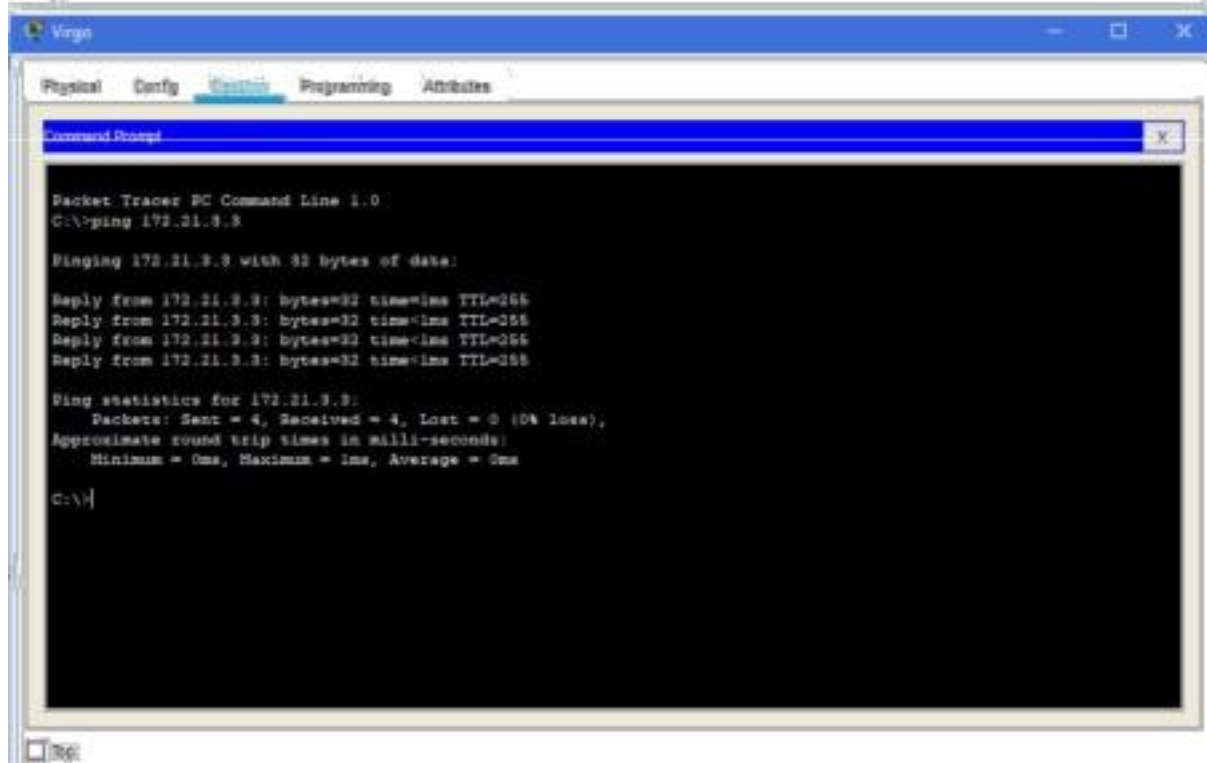 Virgo
Physical Config Programming Attributes
Command Prompt X
Packet Tracer PC Command Line 1.0
C:\>ping 172.21.3.3
Pinging 172.21.3.3 with 32 bytes of data:
Reply from 172.21.3.3: bytes=32 time=1ms TTL=255
Reply from 172.21.3.3: bytes=32 time<1ms TTL=255
Reply from 172.21.3.3: bytes=32 time<1ms TTL=255
Reply from 172.21.3.3: bytes=32 time<1ms TTL=255
Ping statistics for 172.21.3.3:
Packets: Sent = 4, Received = 4, Lost = 0 (0% loss),
Approximate round trip times in milli-seconds:
Minimum = 0ms, Maximum = 1ms, Average = 0ms
C:\>
Top